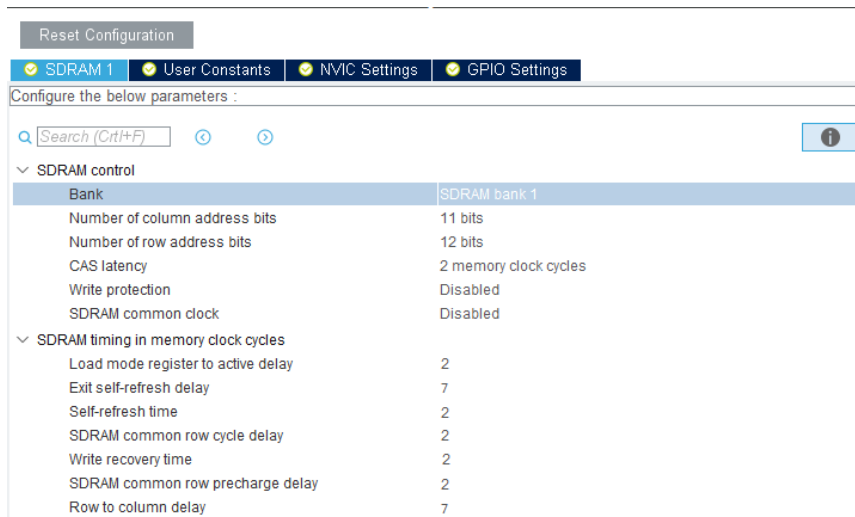 Reset Configuration
SDRAM 1 User Constants NVIC Settings GPIO Settings
Configure the below parameters :
Search (Crtl+F)
SDRAM control
Bank SDRAM bank 1
Number of column address bits 11 bits
Number of row address bits 12 bits
CAS latency 2 memory clock cycles
Write protection Disabled
SDRAM common clock Disabled
SDRAM timing in memory clock cycles
Load mode register to active delay 2
Exit self-refresh delay 7
Self-refresh time 2
SDRAM common row cycle delay 2
Write recovery time 2
SDRAM common row precharge delay 2
Row to column delay 7